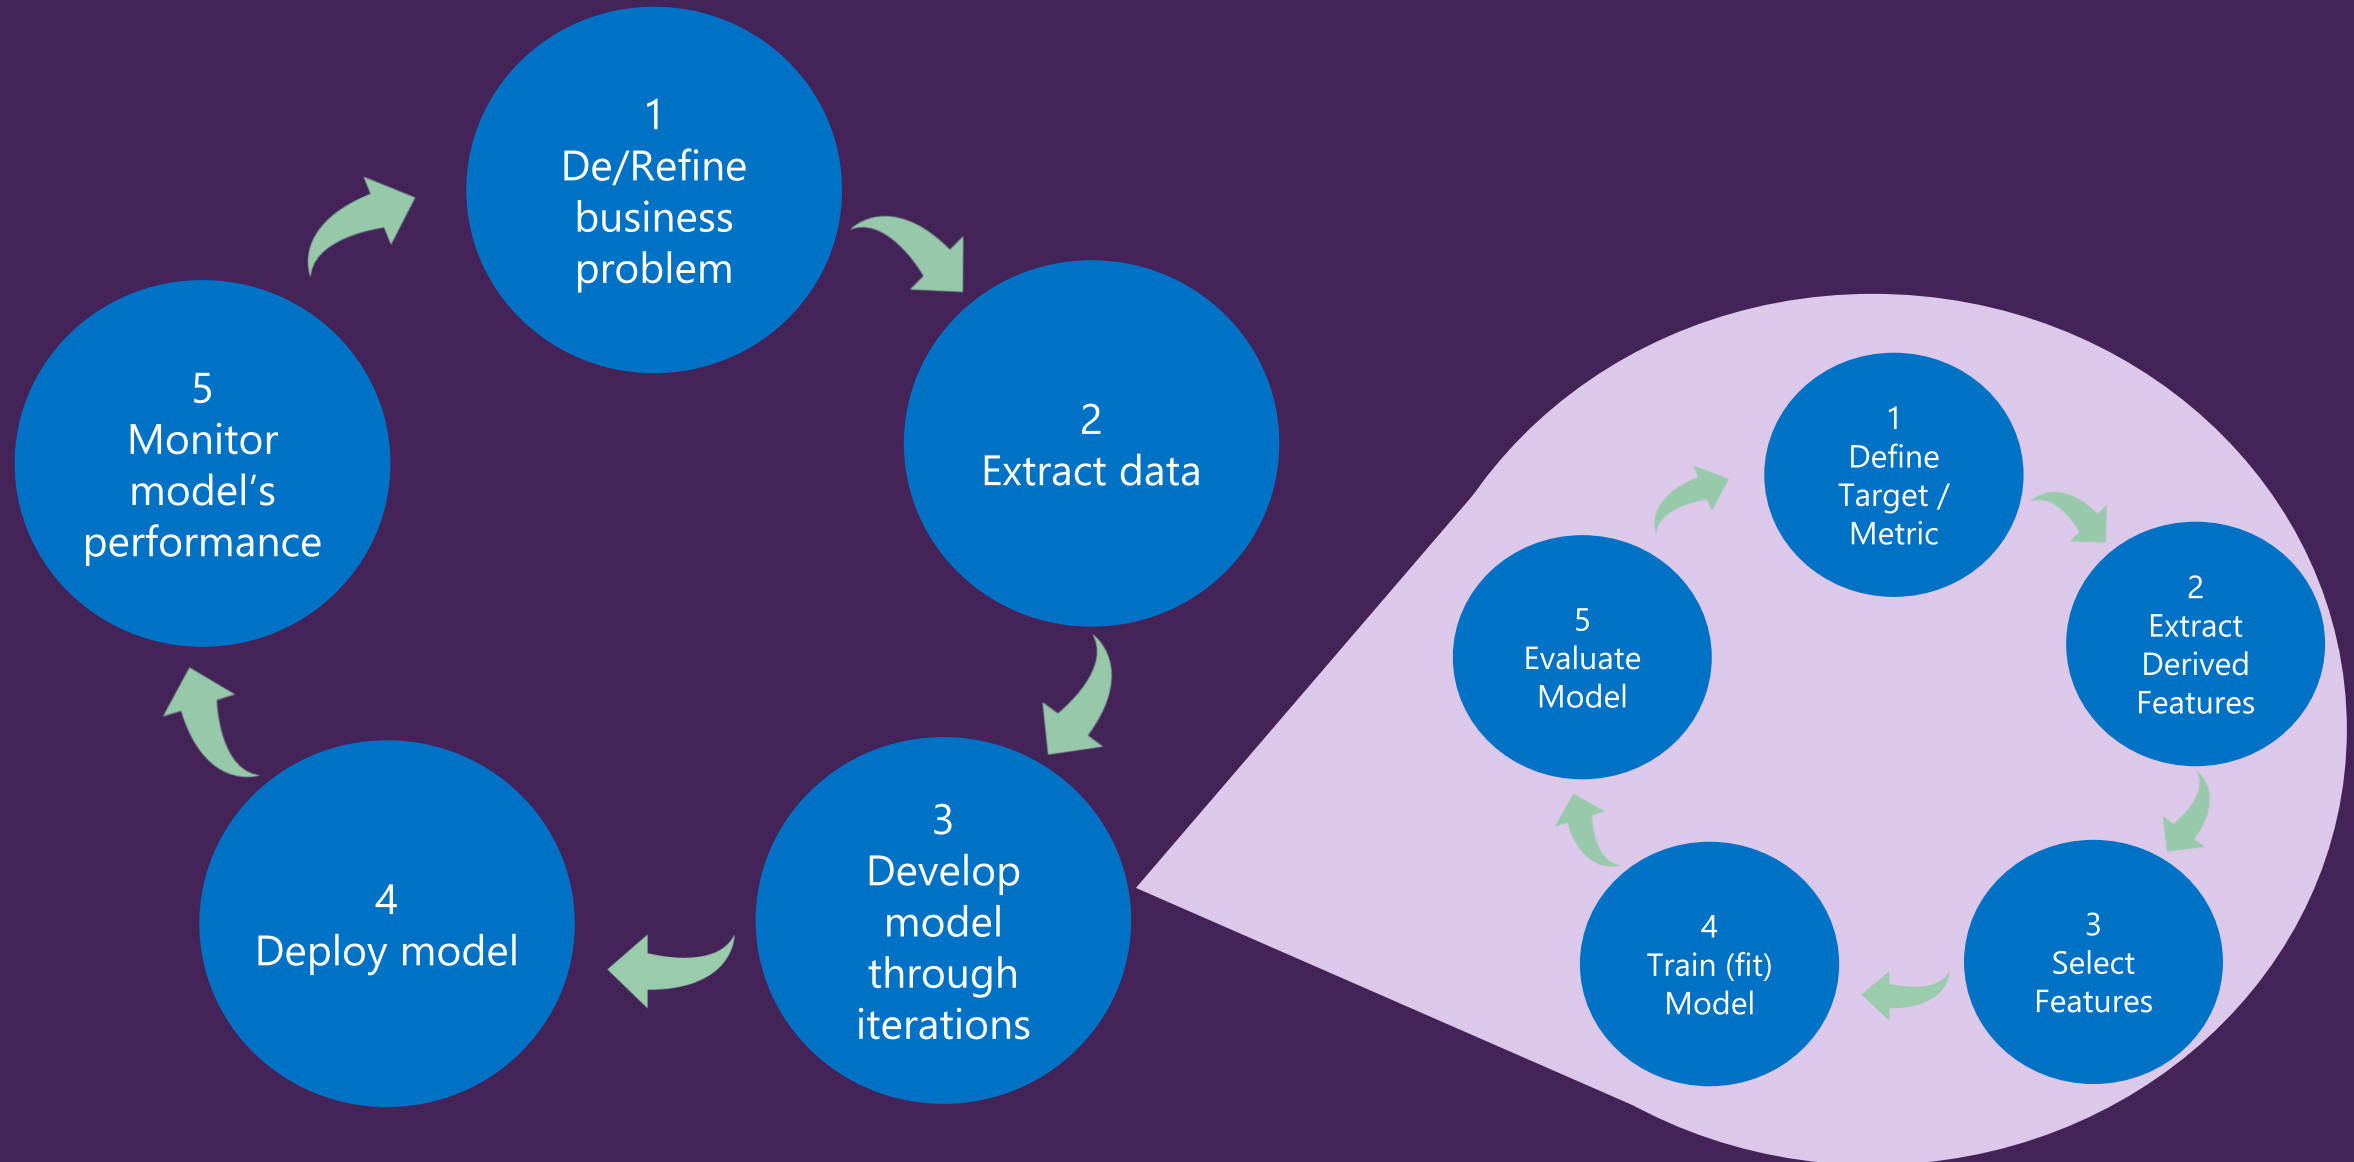 1
De/Refine
business
problem
2
Extract data
3
Develop
model
through
iterations
4
Deploy model
5
Monitor
model’s
performance
1
Define
Target /
Metric
2
Extract
Derived
Features
3
Select
Features
4
Train (fit)
Model
5
Evaluate
Model